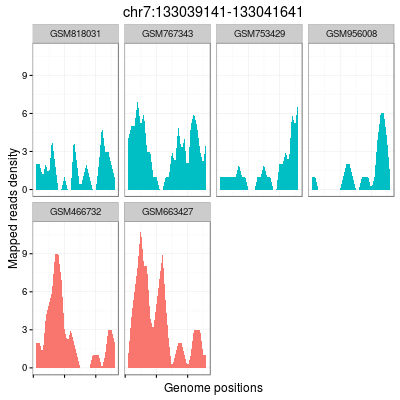 chr7:133039141-133041641
GSM818031 GSM767343 GSM753429 GSM956008
9
6
3
0
GSM466732 GSM663427
9
6
3
0
Mapped reads density
Genome positions